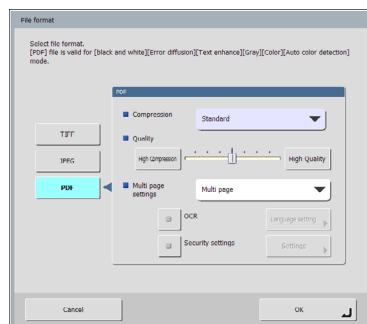 File format
Select file format.
[PDF] file is valid for [black and white][Error diffusion][Text enhance][Gray][Color][Auto color detection]
mode.
PDF
Compression
Standard
Quality
High Compression
High Quality
TIFF
JPEG
PDF
Multi page
settings
Multi page
OCR
Language setting
Security settings
Settings
Cancel
OK